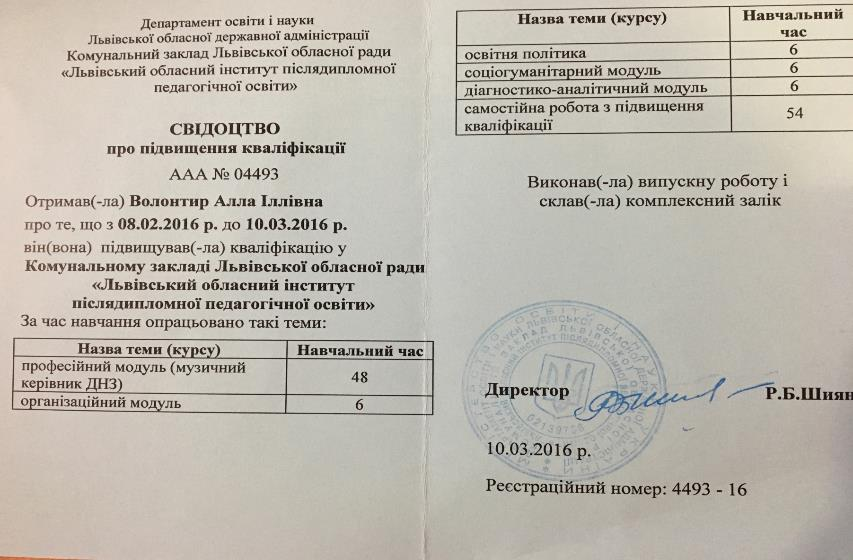 Департамент освіти і науки
Львівської обласної державної адміністрації
Комунальний заклад Львівської обласної ради
«Львівський обласний інститут післядипломної
педагогічної освіти»
СВІДОЦТВО
про підвищення кваліфікації
ААА № 04493
Отримав(-ла) Волонтир Алла Іллівна
про те, що з 08.02.2016 р. до 10.03.2016 р.
він(вона) підвищував(-ла) кваліфікацію у
Комунальному закладі Львівської обласної ради
«Львівський обласний інститут
післядипломної педагогічної освіти»
За час навчання опрацьовано такі теми:
Назва теми (курсу) Навчальний час
професійний модуль (музичний
керівник ДНЗ) 48
організаційний модуль 6
Назва теми (курсу) Навчальний
час
освітня політика 6
соціогуманітарний модуль 6
діагностико-аналітичний модуль 6
самостійна робота з підвищення
кваліфікації 54
Виконав(-ла) випускну роботу і
склав(-ла) комплексний залік
Директор Р.Б.Шиян
10.03.2016 р.
Реєстраційний номер: 4493 - 16